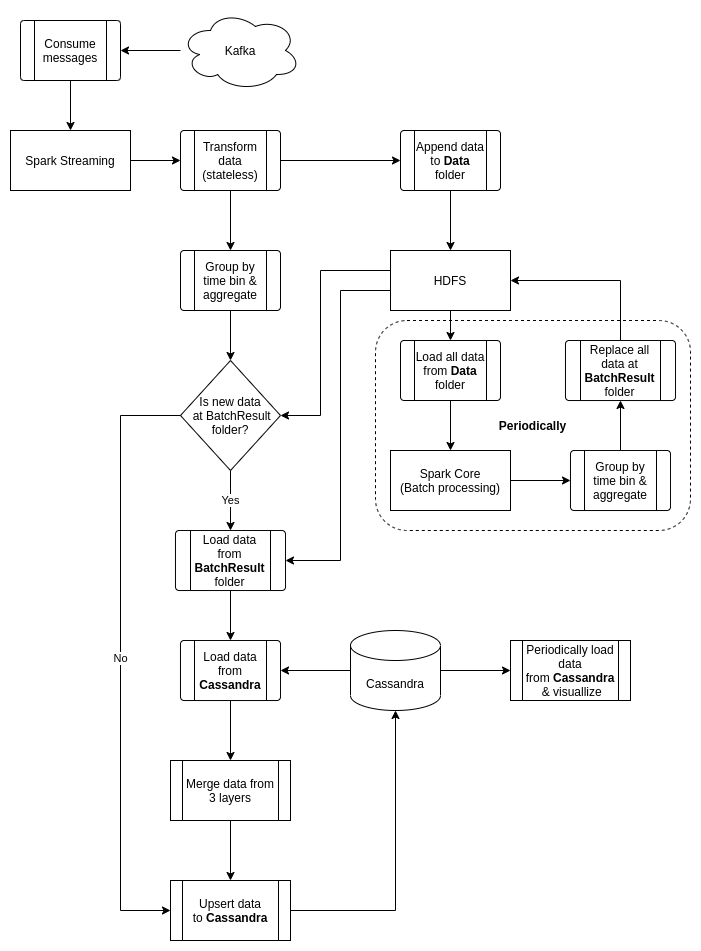 Consume
messages
Kafka
Spark Streaming
Transform
data
(stateless)
Append data
to Data
folder
Group by
time bin &
aggregate
HDFS
Load all data
from Data
folder
Replace all
data at
BatchResult
folder
Is new data
at BatchResult
folder?
Periodically
Spark Core
(Batch processing)
Group by
time bin &
aggregate
Yes
Load data
from
BatchResult
folder
No
Load data
from
Cassandra
Cassandra
Periodically load
data
from Cassandra
& visuallize
Merge data from
3 layers
Upsert data
to Cassandra